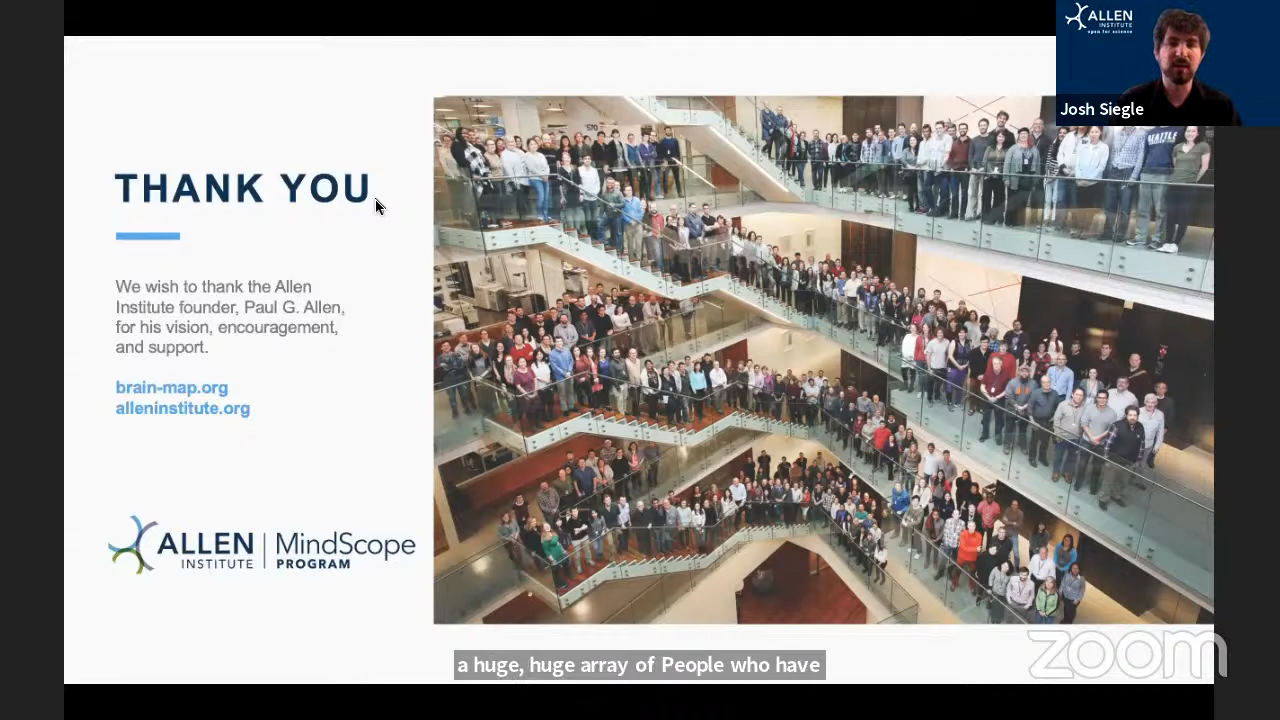 ALLEN
INSTITUTE
open for science
Josh Siegle
THANK YOU
We wish to thank the Allen
Institute founder, Paul G. Allen,
for his vision, encouragement,
and support.
brain-map.org
alleninstitute.org
ALLEN
INSTITUTE
MindScope
PROGRAM
SEATTLE
a huge, huge array of People who have
zoom